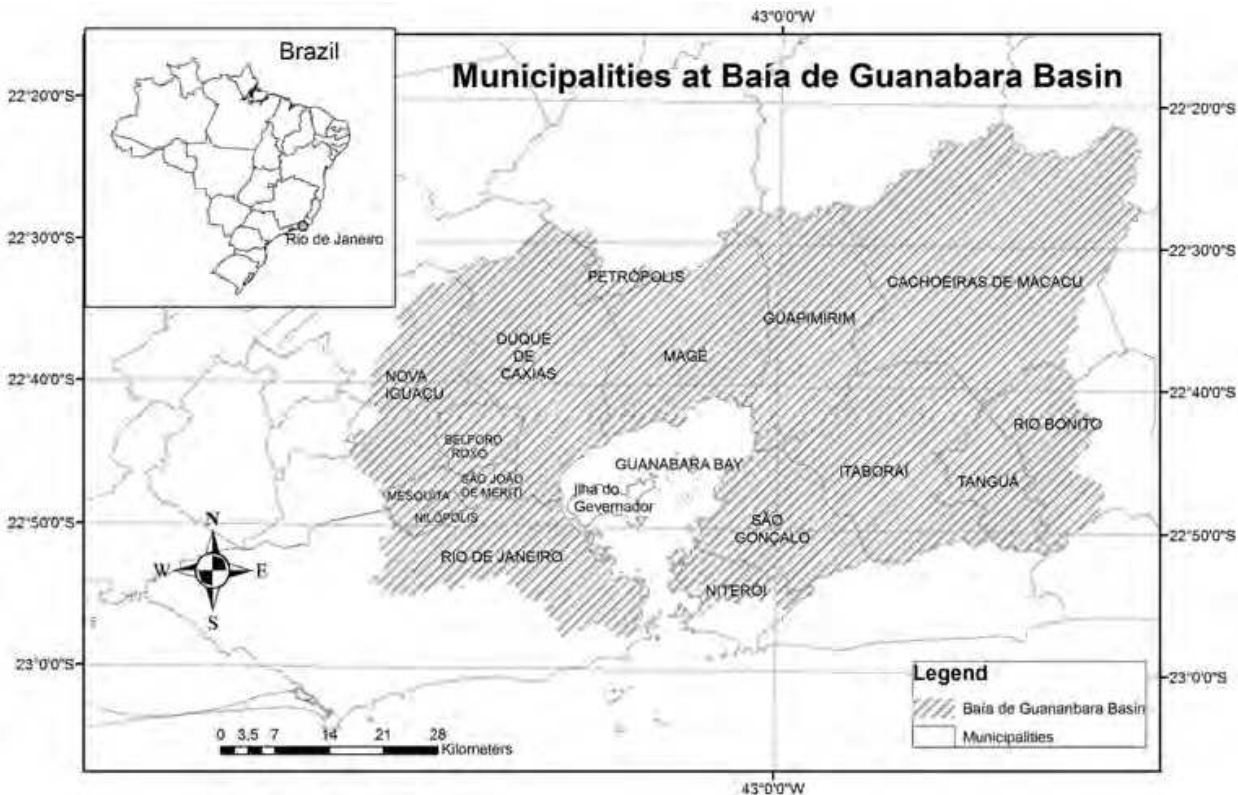 43°0'0"W
Brazil
Rio de Janeiro
Municipalities at Baía de Guanabara Basin
22°20'0"S
22°20'0"S
22°30'0"S
22°30'0"S
22°40'0"S
22°40'0"S
22°50'0"S
22°50'0"S
23°0'0"S
23°0'0"S
PETRÓPOLIS
CACHOEIRAS DE MACACU
GUAPIMIRIM
DUQUE
DE
CAXIAS
MAGÉ
NOVA
IGUAÇU
RIO BONITO
BELFORD
ROXO
GUANABARA BAY
ITABORAÍ
TANGUÁ
SÃO JOÃO
DE MERITI
MESQUITA
Ilha do
Gevernador
NILÓPOLIS
SÃO
GONÇALO
RIO DE JANEIRO
NITERÓI
N
W
E
S
Legend
Baía de Guananbara Basin
Municipalities
0 3,5 7 14 21 28
Kilometers
43°0'0"W